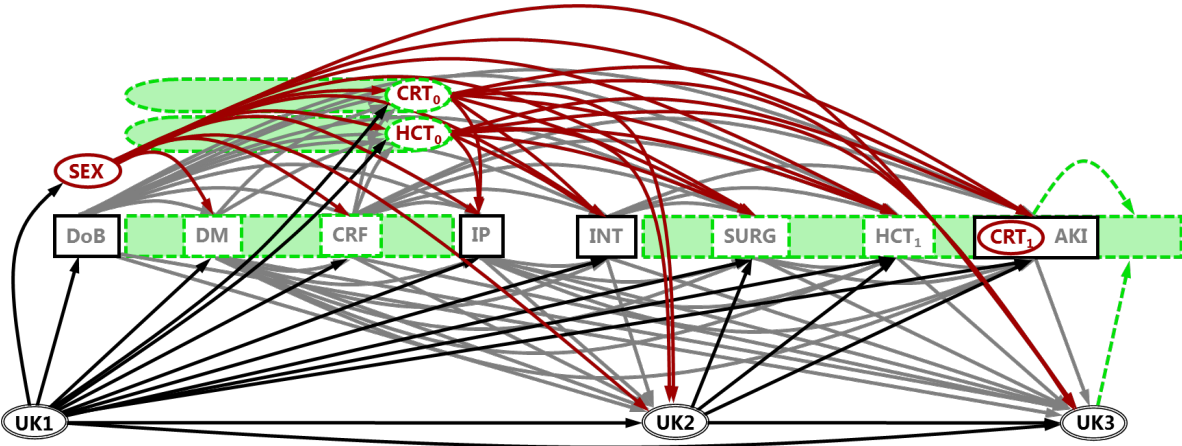 CRT₀
HCT₀
SEX
DoB DM CRF IP INT SURG HCT₁ CRT₁ AKI
UK1 UK2 UK3